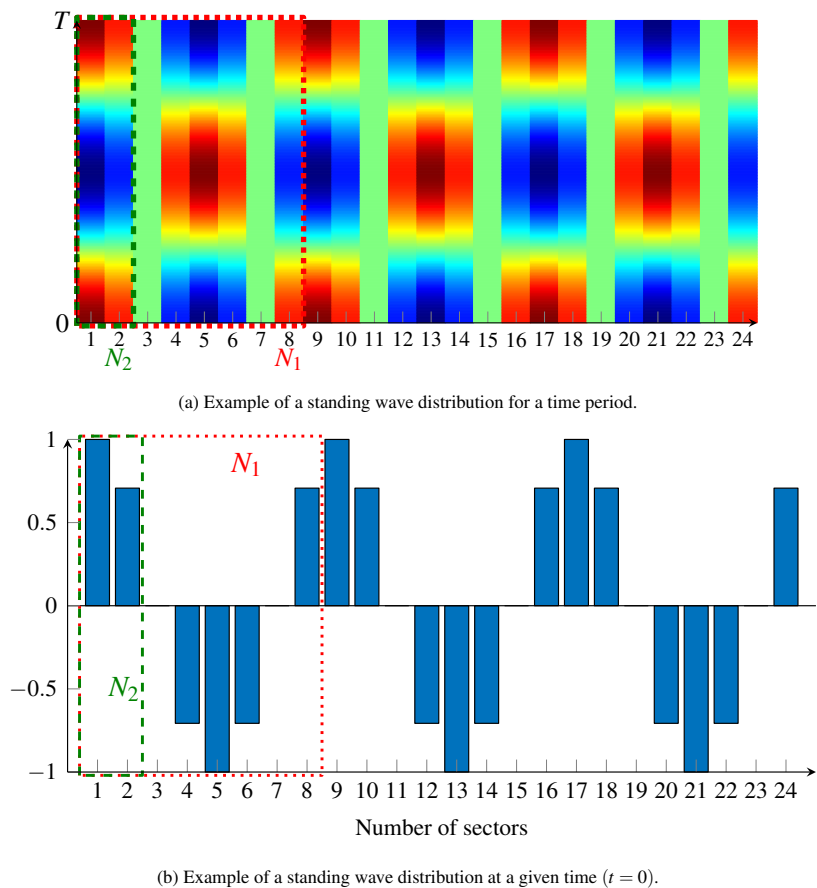 T
0
1 2 3 4 5 6 7 8 9 10 11 12 13 14 15 16 17 18 19 20 21 22 23 24
N₂ N₁
(a) Example of a standing wave distribution for a time period.
1
N₁
0.5
0
−0.5
N₂
−1
1 2 3 4 5 6 7 8 9 10 11 12 13 14 15 16 17 18 19 20 21 22 23 24
Number of sectors
(b) Example of a standing wave distribution at a given time (t = 0).